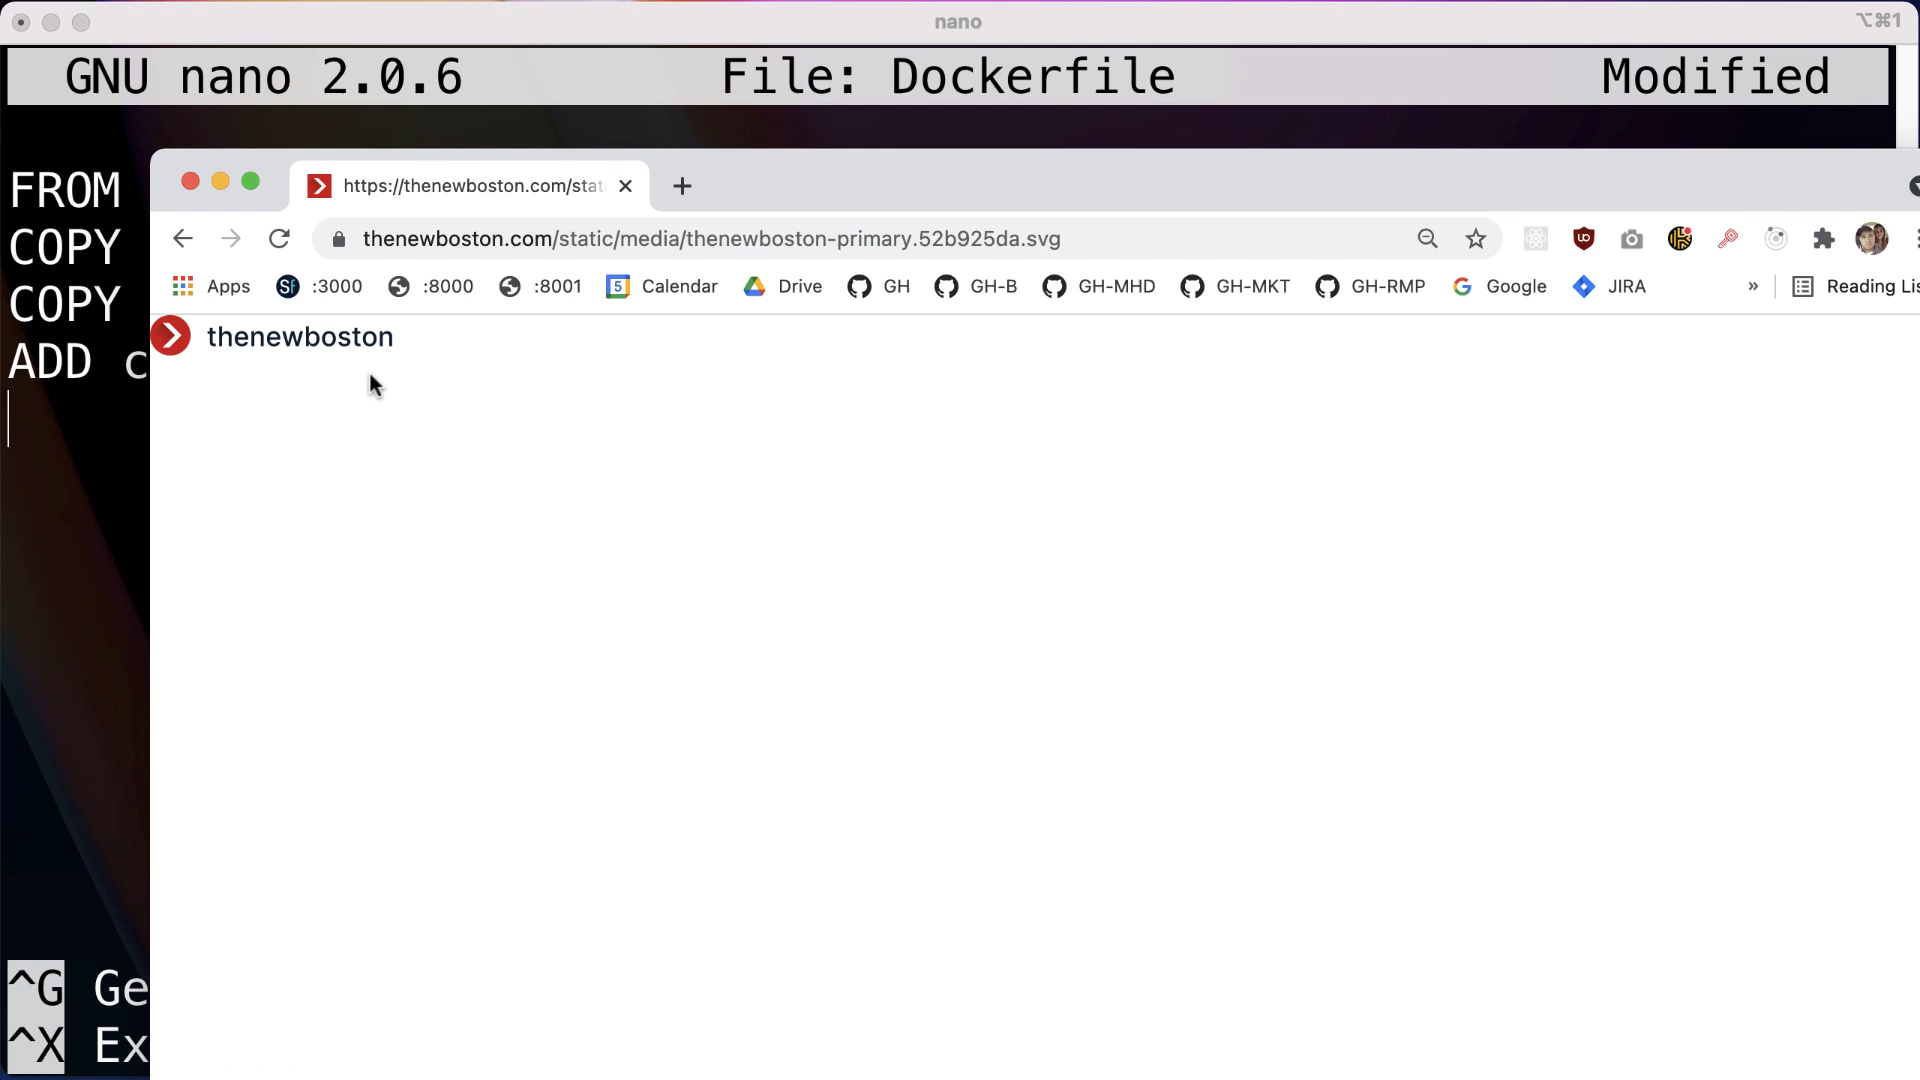 nano
⌥⌘1
GNU nano 2.0.6 File: Dockerfile Modified
FROM
COPY
COPY
ADD c
https://thenewboston.com/stat
thenewboston.com/static/media/thenewboston-primary.52b925da.svg
Apps :3000 :8000 :8001 Calendar Drive GH GH-B GH-MHD GH-MKT GH-RMP Google JIRA » Reading Lis
thenewboston
^G Ge
^X Ex